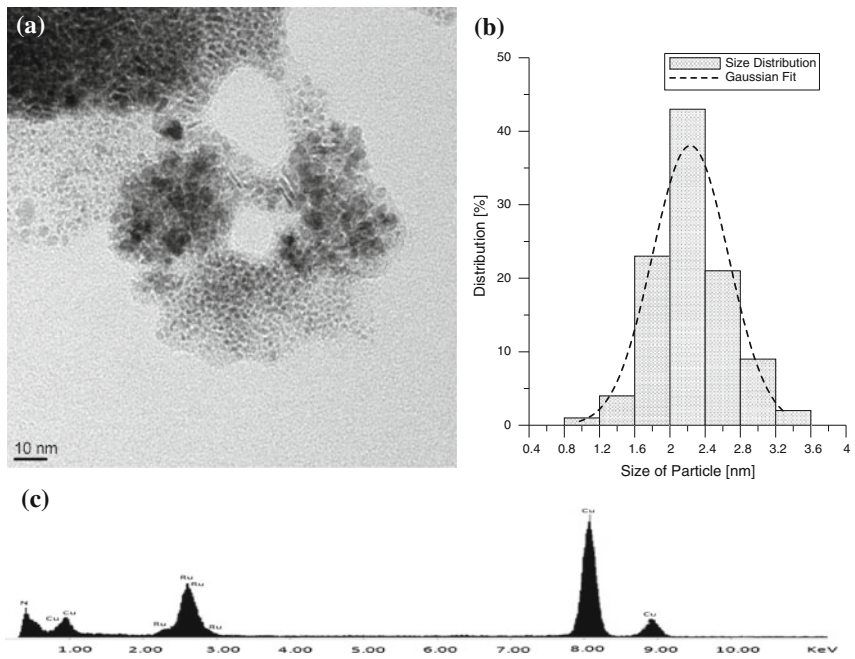 (a)
10 nm
(b)
50
40
30
20
10
0
Distribution [%]
Size Distribution
Gaussian Fit
0.4 0.8 1.2 1.6 2 2.4 2.8 3.2 3.6 4
Size of Particle [nm]
(c)
N
Cu
Cu
Ru
Ru
Ru
Ru
Cu
Cu
1.00 2.00 3.00 4.00 5.00 6.00 7.00 8.00 9.00 10.00 KeV